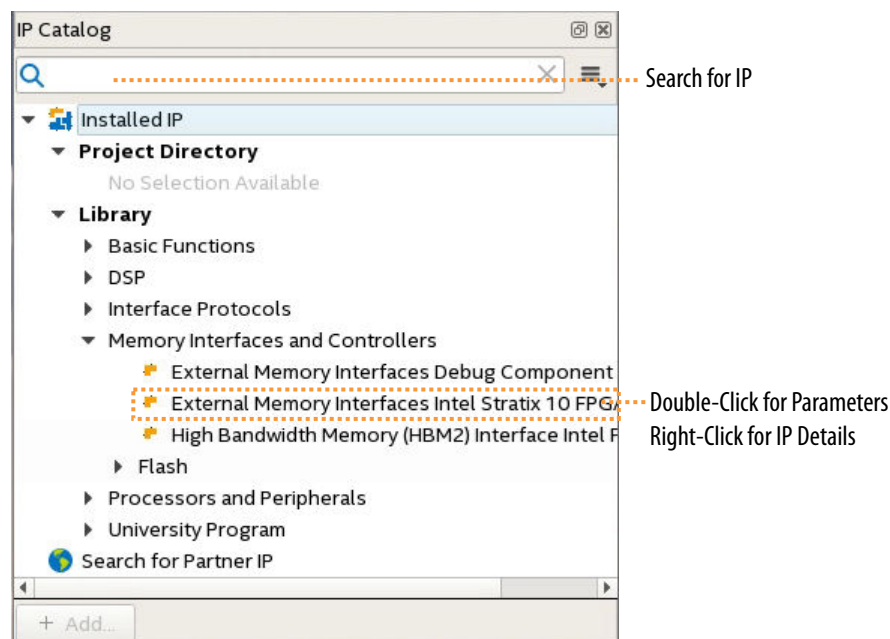 IP Catalog
Search for IP
Installed IP
Project Directory
No Selection Available
Library
Basic Functions
DSP
Interface Protocols
Memory Interfaces and Controllers
External Memory Interfaces Debug Component
External Memory Interfaces Intel Stratix 10 FPGA
Double-Click for Parameters
Right-Click for IP Details
High Bandwidth Memory (HBM2) Interface Intel F
Flash
Processors and Peripherals
University Program
Search for Partner IP
+ Add...